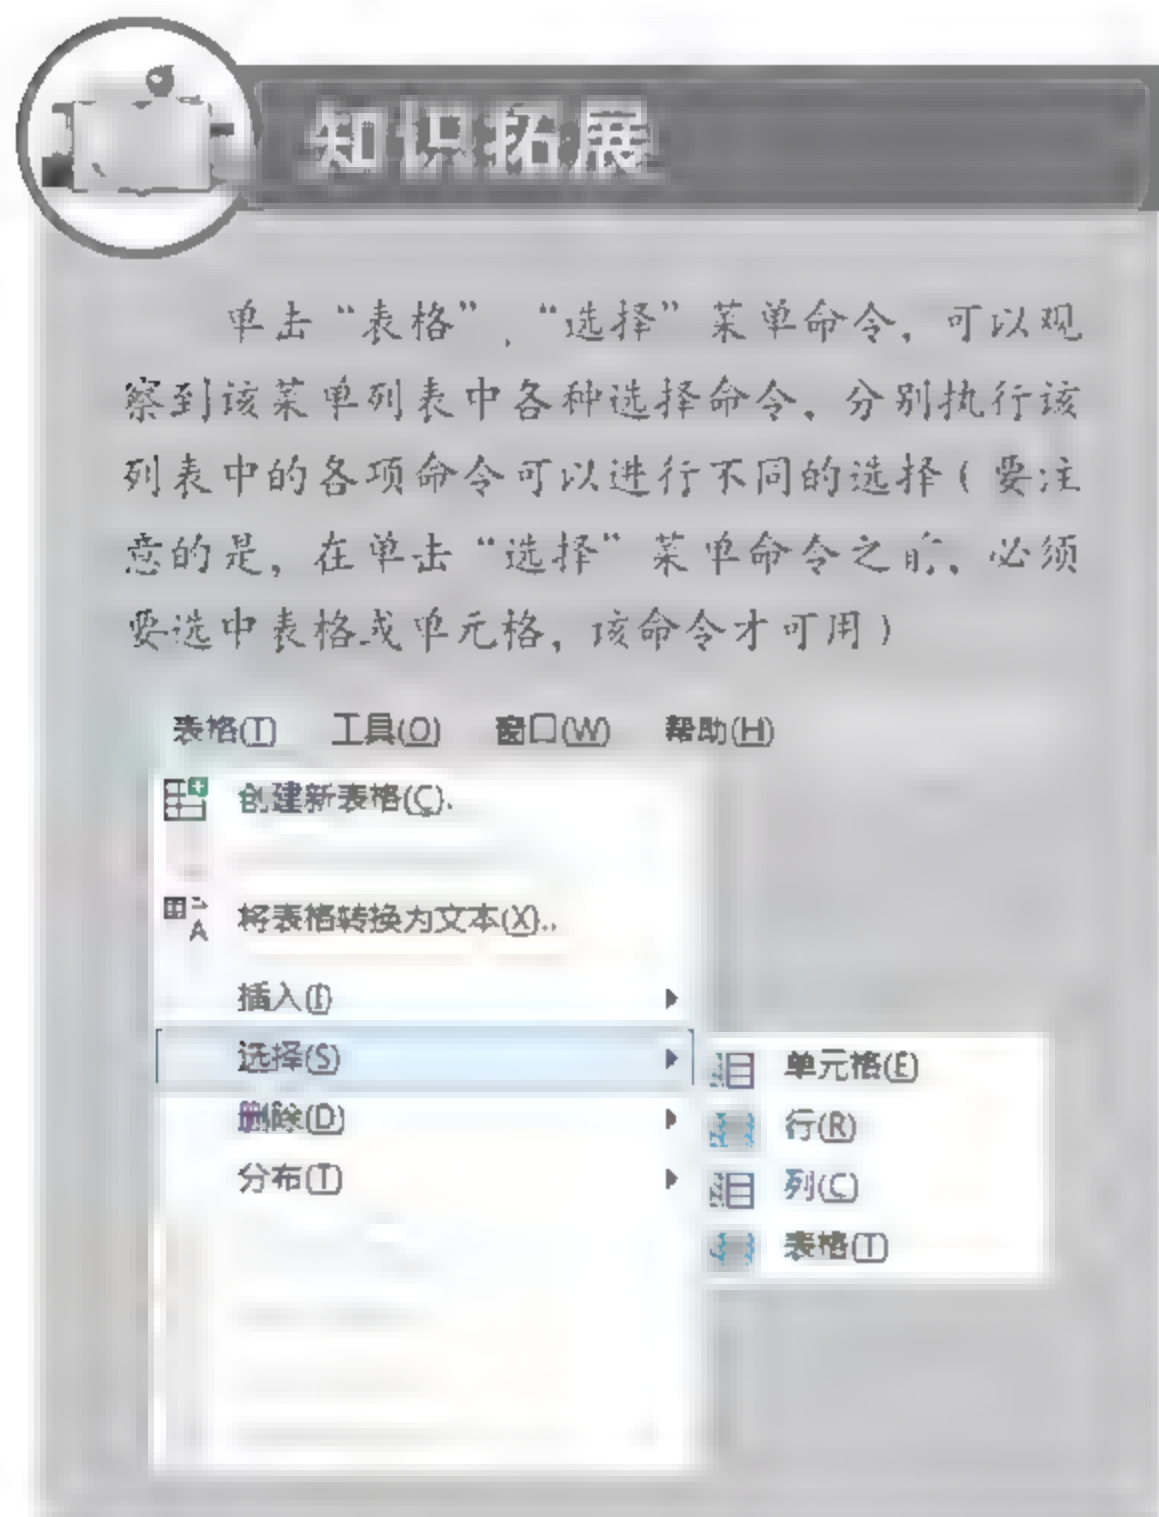 知识拓展
单击“表格”、“选择”菜单命令，可以观
察到该菜单列表中各种选择命令，分别执行该
列表中的各项命令可以进行不同的选择（要注
意的是，在单击“选择”菜单命令之前，必须
要选中表格或单元格，该命令才可用）
表格(T) 工具(O) 窗口(W) 帮助(H)
创建新表格(C).
将表格转换为文本(X)..
插入(I)
选择(S)
删除(D)
分布(T)
单元格(E)
行(R)
列(C)
表格(T)